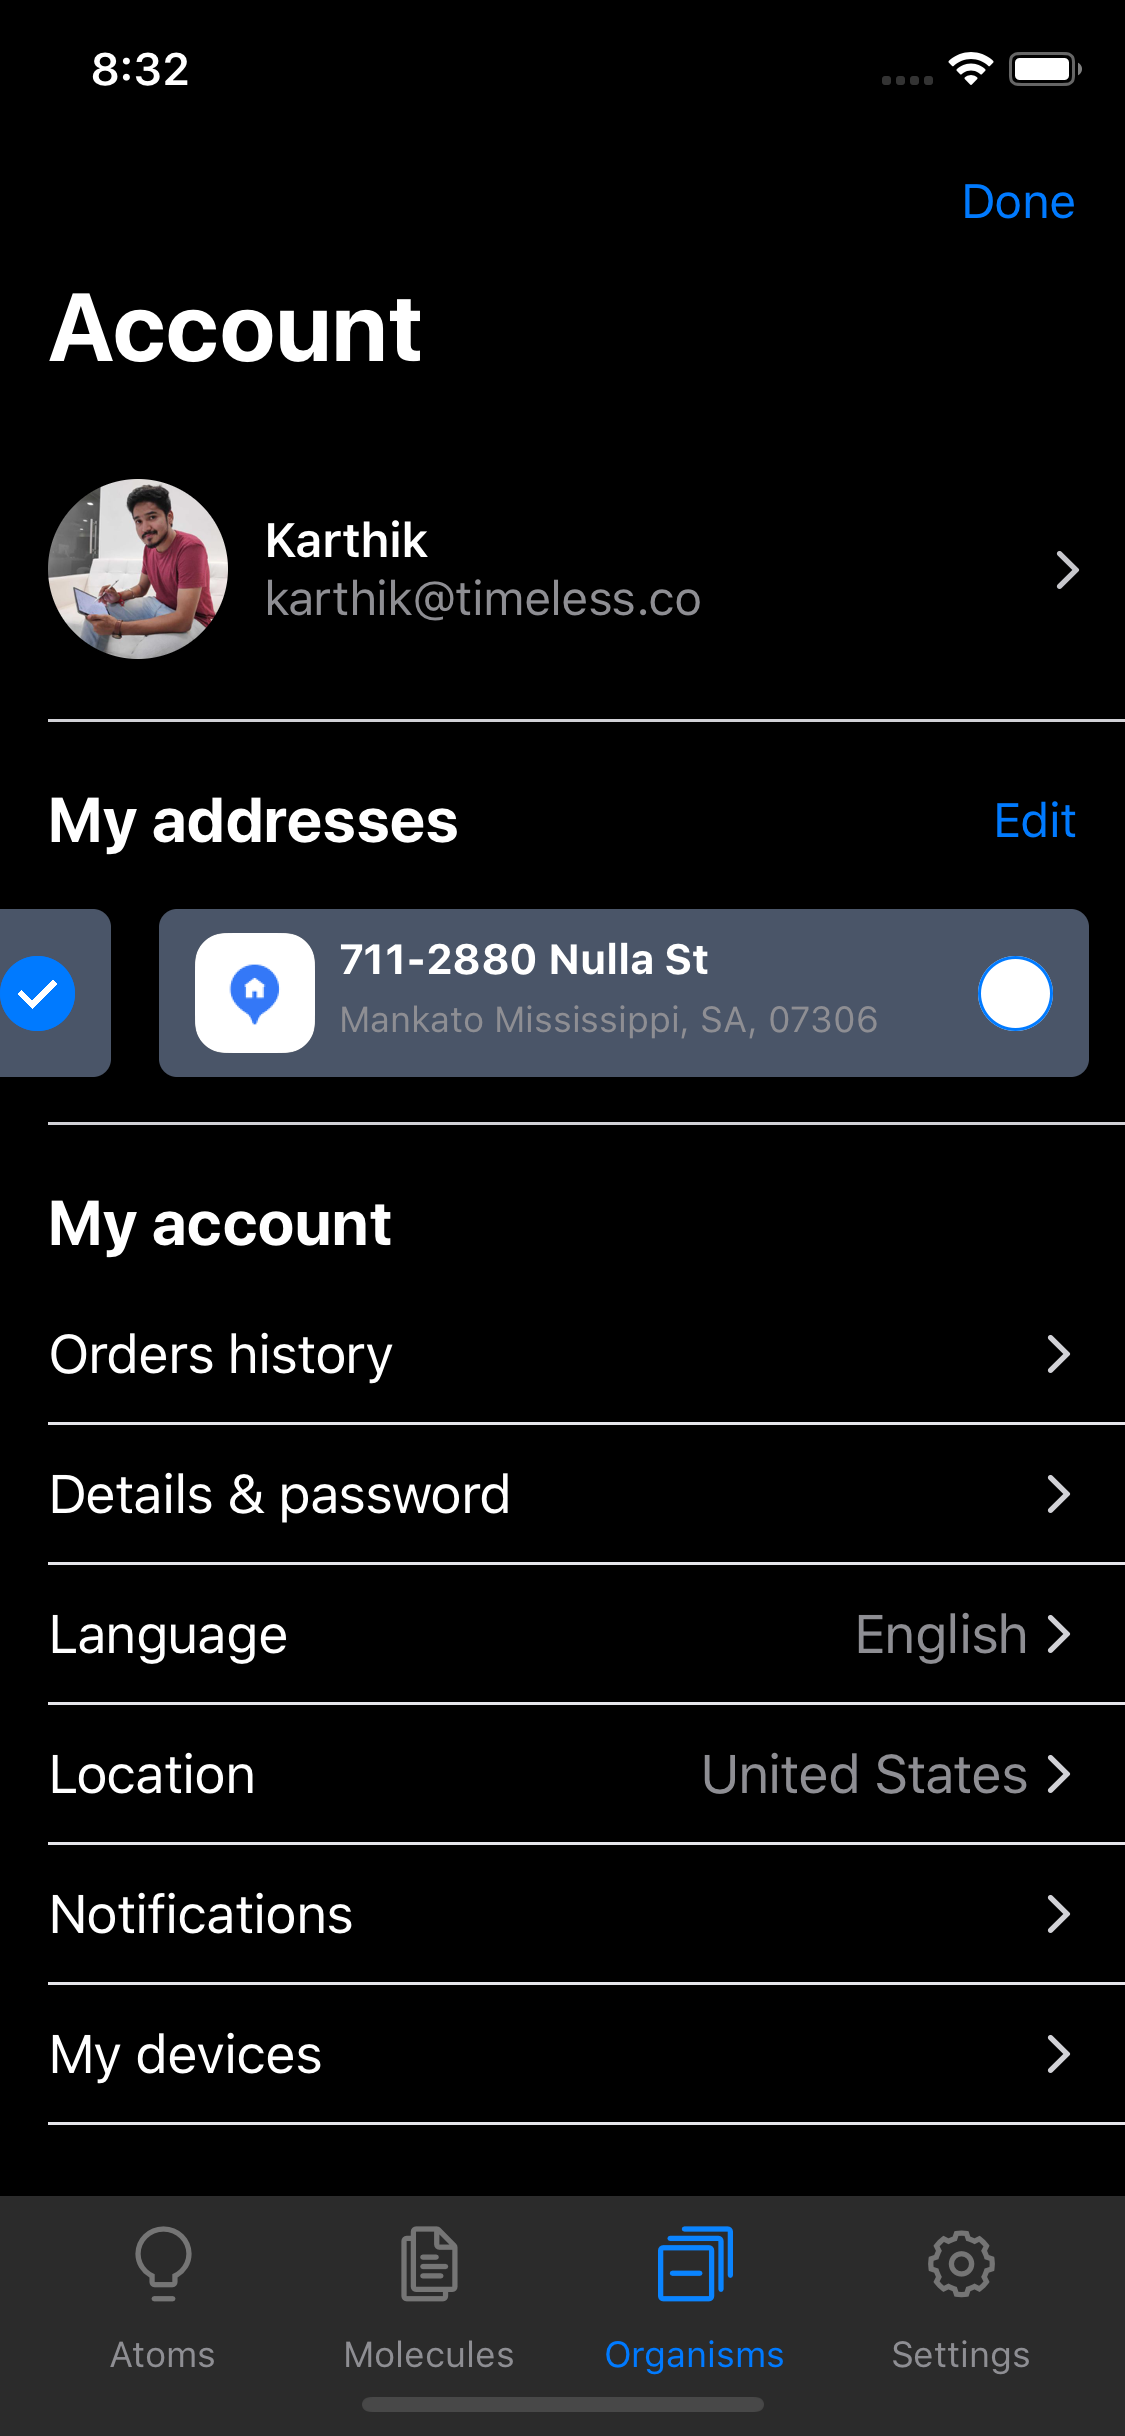 8:32
Done
Account
Karthik
karthik@timeless.co
My addresses
Edit
711-2880 Nulla St
Mankato Mississippi, SA, 07306
My account
Orders history
Details & password
Language English
Location United States
Notifications
My devices
Atoms Molecules Organisms Settings